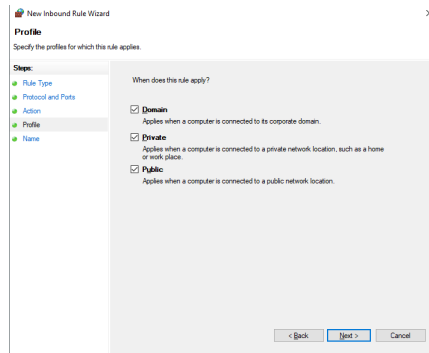 New Inbound Rule Wizard
Profile
Specify the profiles for which this rule applies.
Steps:
Rule Type
Protocol and Ports
Action
Profile
Name
When does this rule apply?
Domain
Applies when a computer is connected to its corporate domain.
Private
Applies when a computer is connected to a private network location, such as a home
or work place.
Public
Applies when a computer is connected to a public network location.
< Back
Next >
Cancel